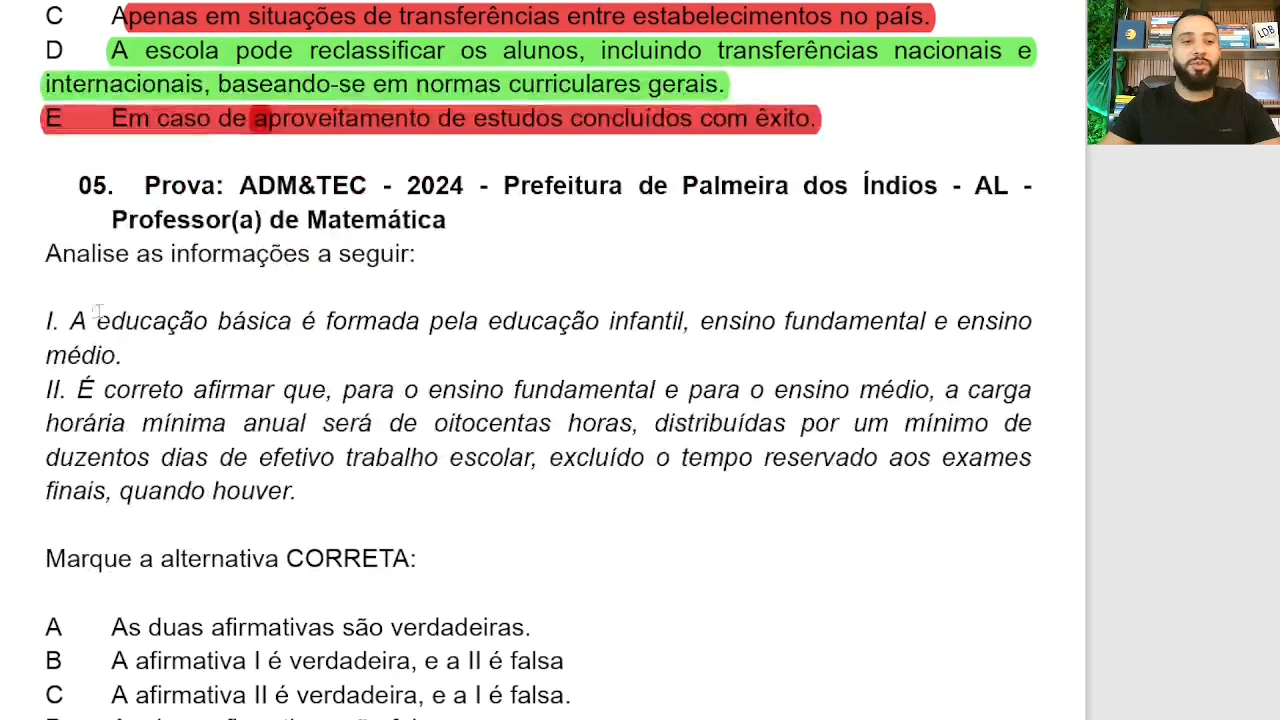 C Apenas em situações de transferências entre estabelecimentos no país.
D A escola pode reclassificar os alunos, incluindo transferências nacionais e
internacionais, baseando-se em normas curriculares gerais.
E Em caso de aproveitamento de estudos concluídos com êxito.
05. Prova: ADM&TEC - 2024 - Prefeitura de Palmeira dos Índios - AL -
Professor(a) de Matemática
Analise as informações a seguir:
I. A educação básica é formada pela educação infantil, ensino fundamental e ensino
médio.
II. É correto afirmar que, para o ensino fundamental e para o ensino médio, a carga
horária mínima anual será de oitocentas horas, distribuídas por um mínimo de
duzentos dias de efetivo trabalho escolar, excluído o tempo reservado aos exames
finais, quando houver.
Marque a alternativa CORRETA:
A As duas afirmativas são verdadeiras.
B A afirmativa I é verdadeira, e a II é falsa
C A afirmativa II é verdadeira, e a I é falsa.
LDB